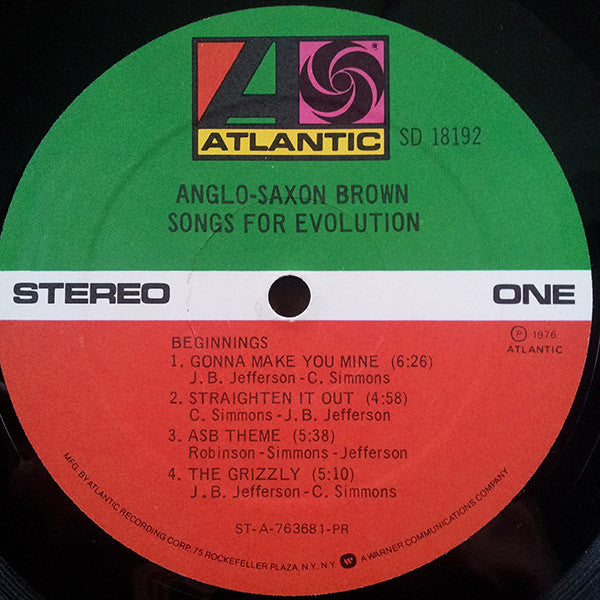 ATLANTIC
SD 18192
ANGLO-SAXON BROWN
SONGS FOR EVOLUTION
STEREO
ONE
℗ 1976
ATLANTIC
BEGINNINGS
1. GONNA MAKE YOU MINE (6:26)
J. B. Jefferson-C. Simmons
2. STRAIGHTEN IT OUT (4:58)
C. Simmons-J. B. Jefferson
3. ASB THEME (5:38)
Robinson-Simmons-Jefferson
4. THE GRIZZLY (5:10)
J. B. Jefferson-C. Simmons
ST-A-763681-PR
MFG. BY ATLANTIC RECORDING CORP. 75 ROCKEFELLER PLAZA, N.Y., N.Y. A WARNER COMMUNICATIONS COMPANY